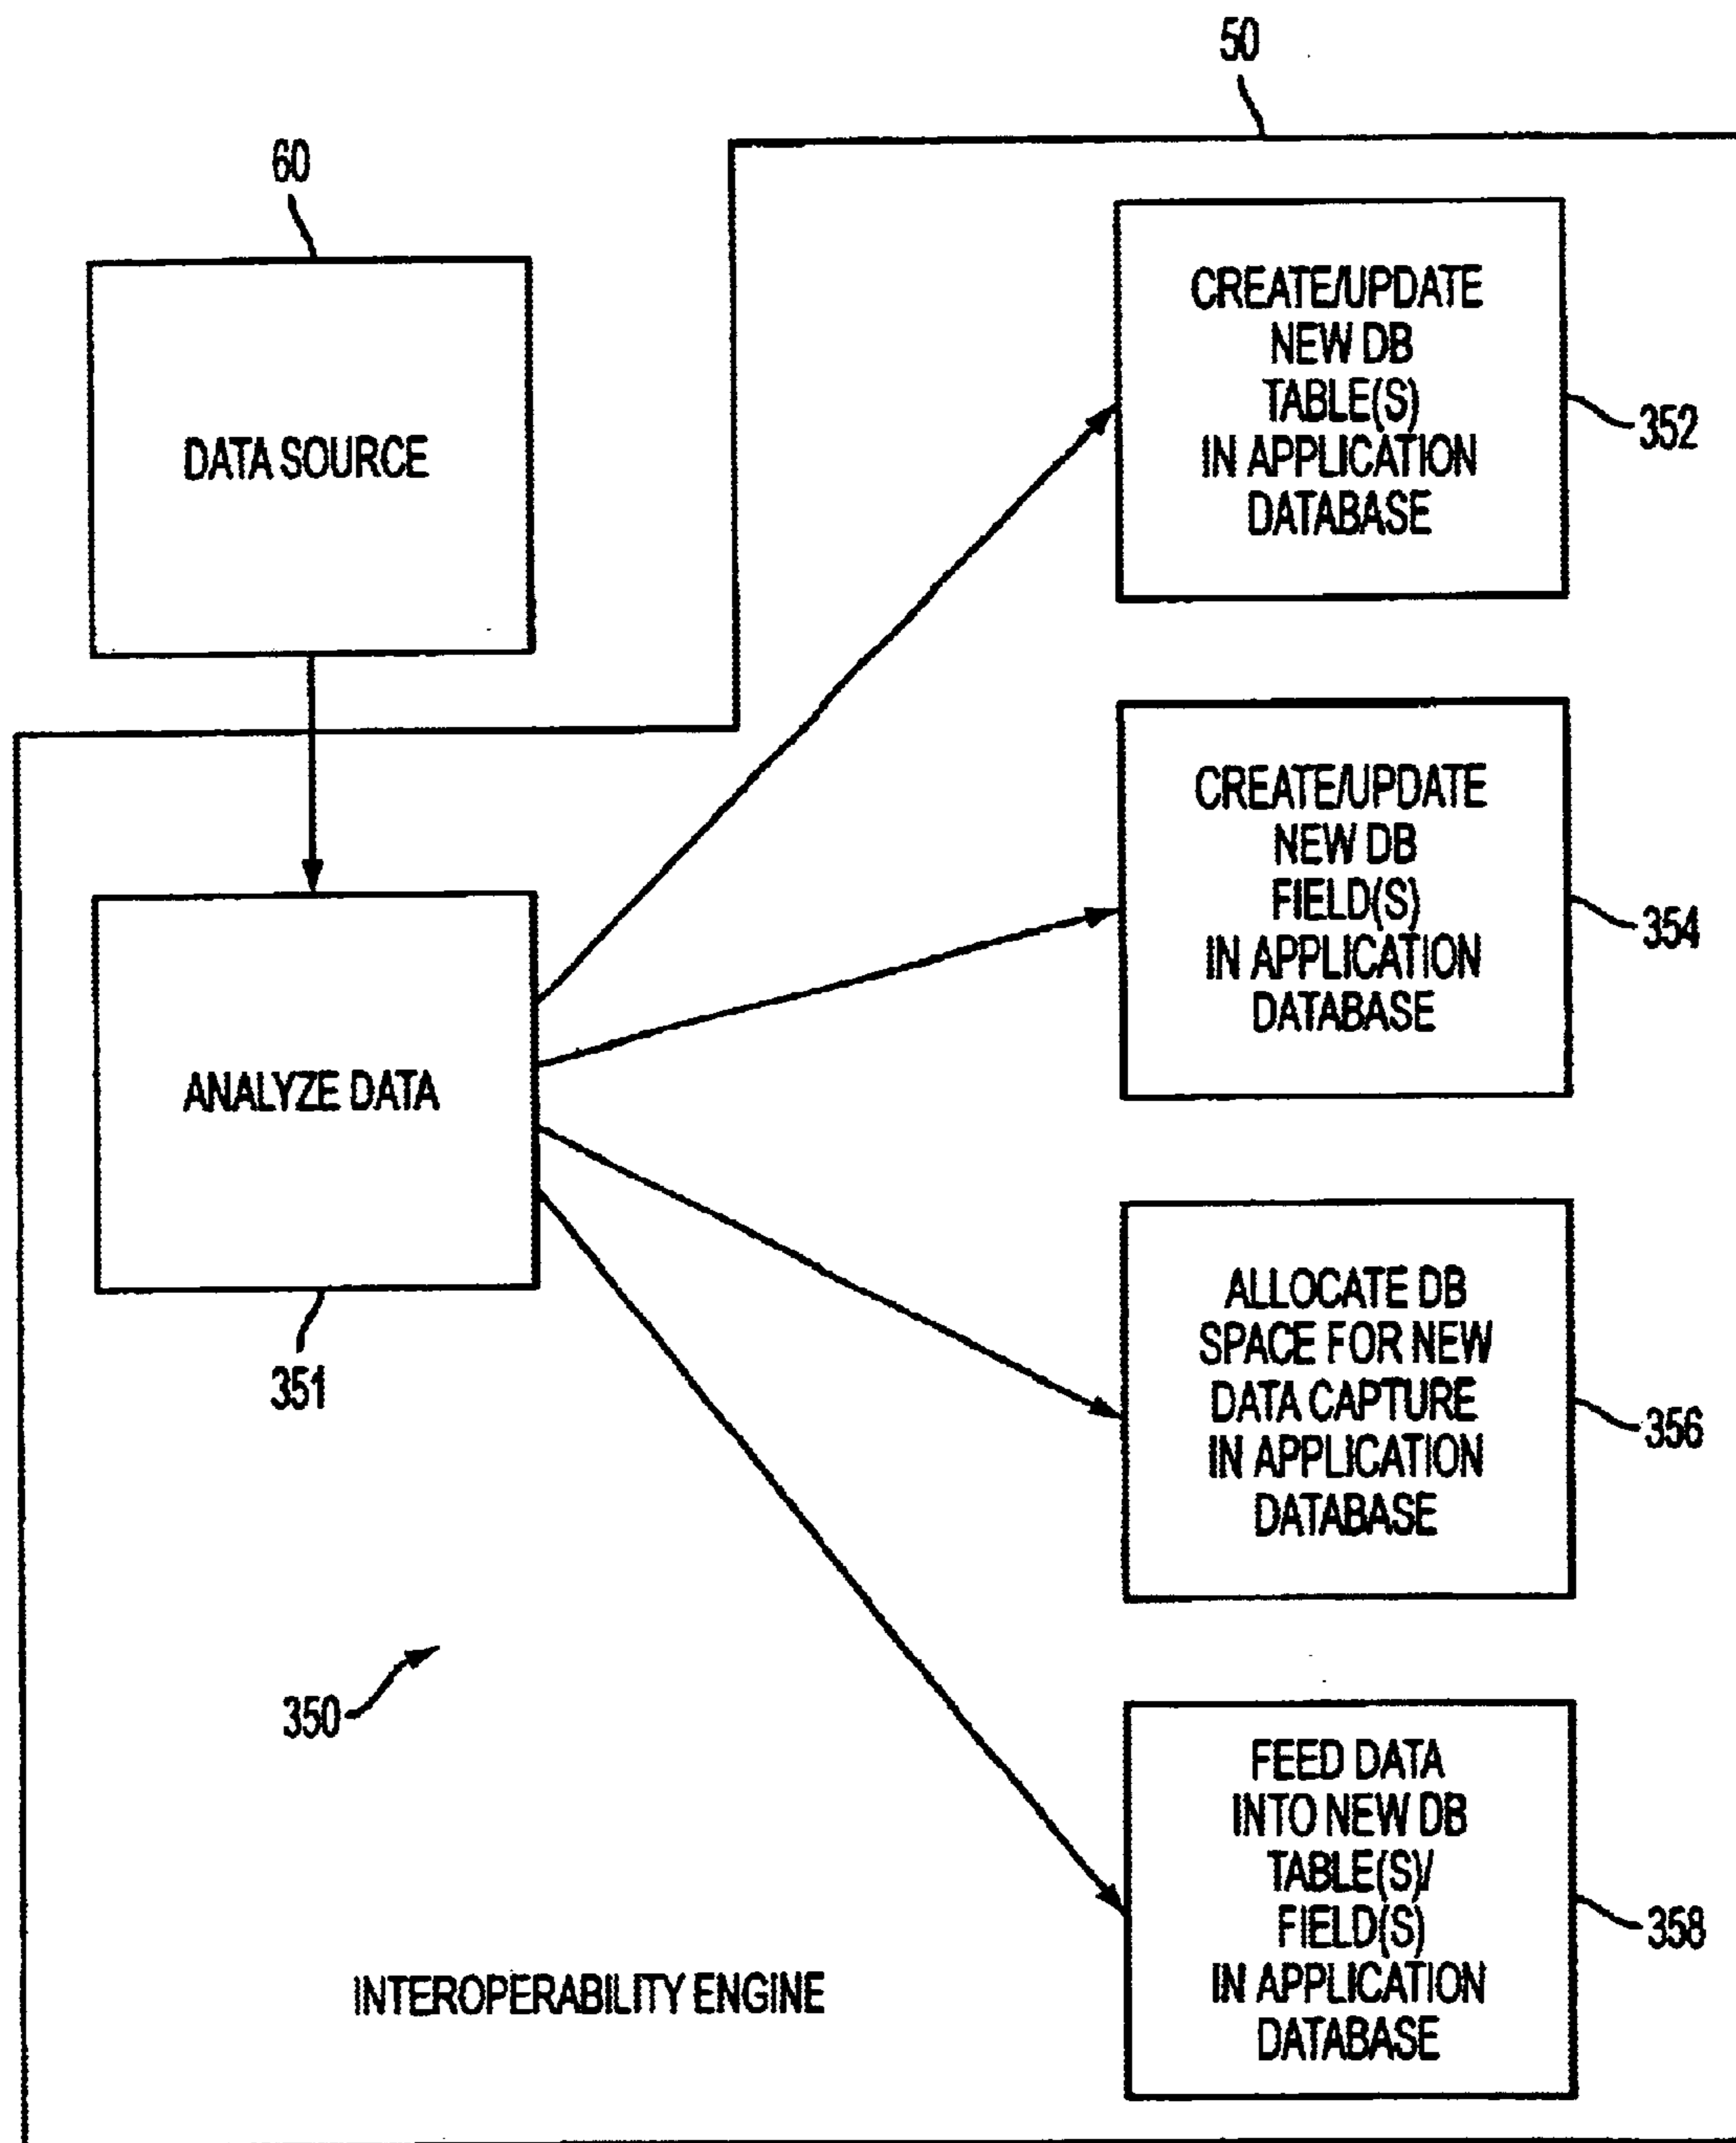 50
60
DATA SOURCE
CREATE/UPDATE
NEW DB
TABLE(S)
IN APPLICATION
DATABASE
352
CREATE/UPDATE
NEW DB
FIELD(S)
IN APPLICATION
DATABASE
354
ANALYZE DATA
351
ALLOCATE DB
SPACE FOR NEW
DATA CAPTURE
IN APPLICATION
DATABASE
356
350
FEED DATA
INTO NEW DB
TABLE(S)/
FIELD(S)
IN APPLICATION
DATABASE
358
INTEROPERABILITY ENGINE